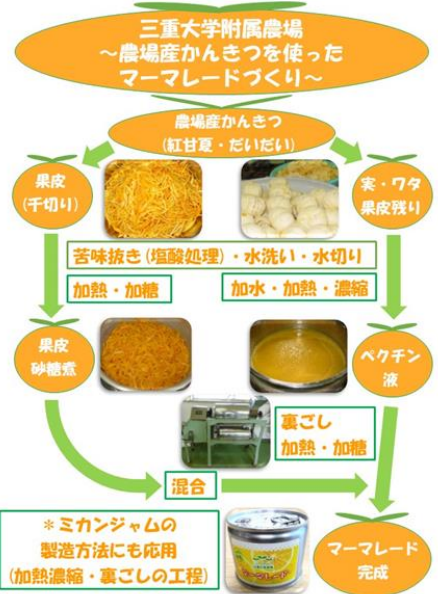 三重大学附属農場
～農場産かんきつを使った
マーマレードづくり～
農場産かんきつ
(紅甘夏・だいだい)
果皮
(千切り)
実・ワタ
果皮残り
苦味抜き(塩酸処理)・水洗い・水切り
加熱・加糖
加水・加熱・濃縮
果皮
砂糖煮
ペクチン
液
裏ごし
加熱・加糖
混合
＊ミカンジャムの
製造方法にも応用
(加熱濃縮・裏ごしの工程)
マーマレード
マーマレード
完成